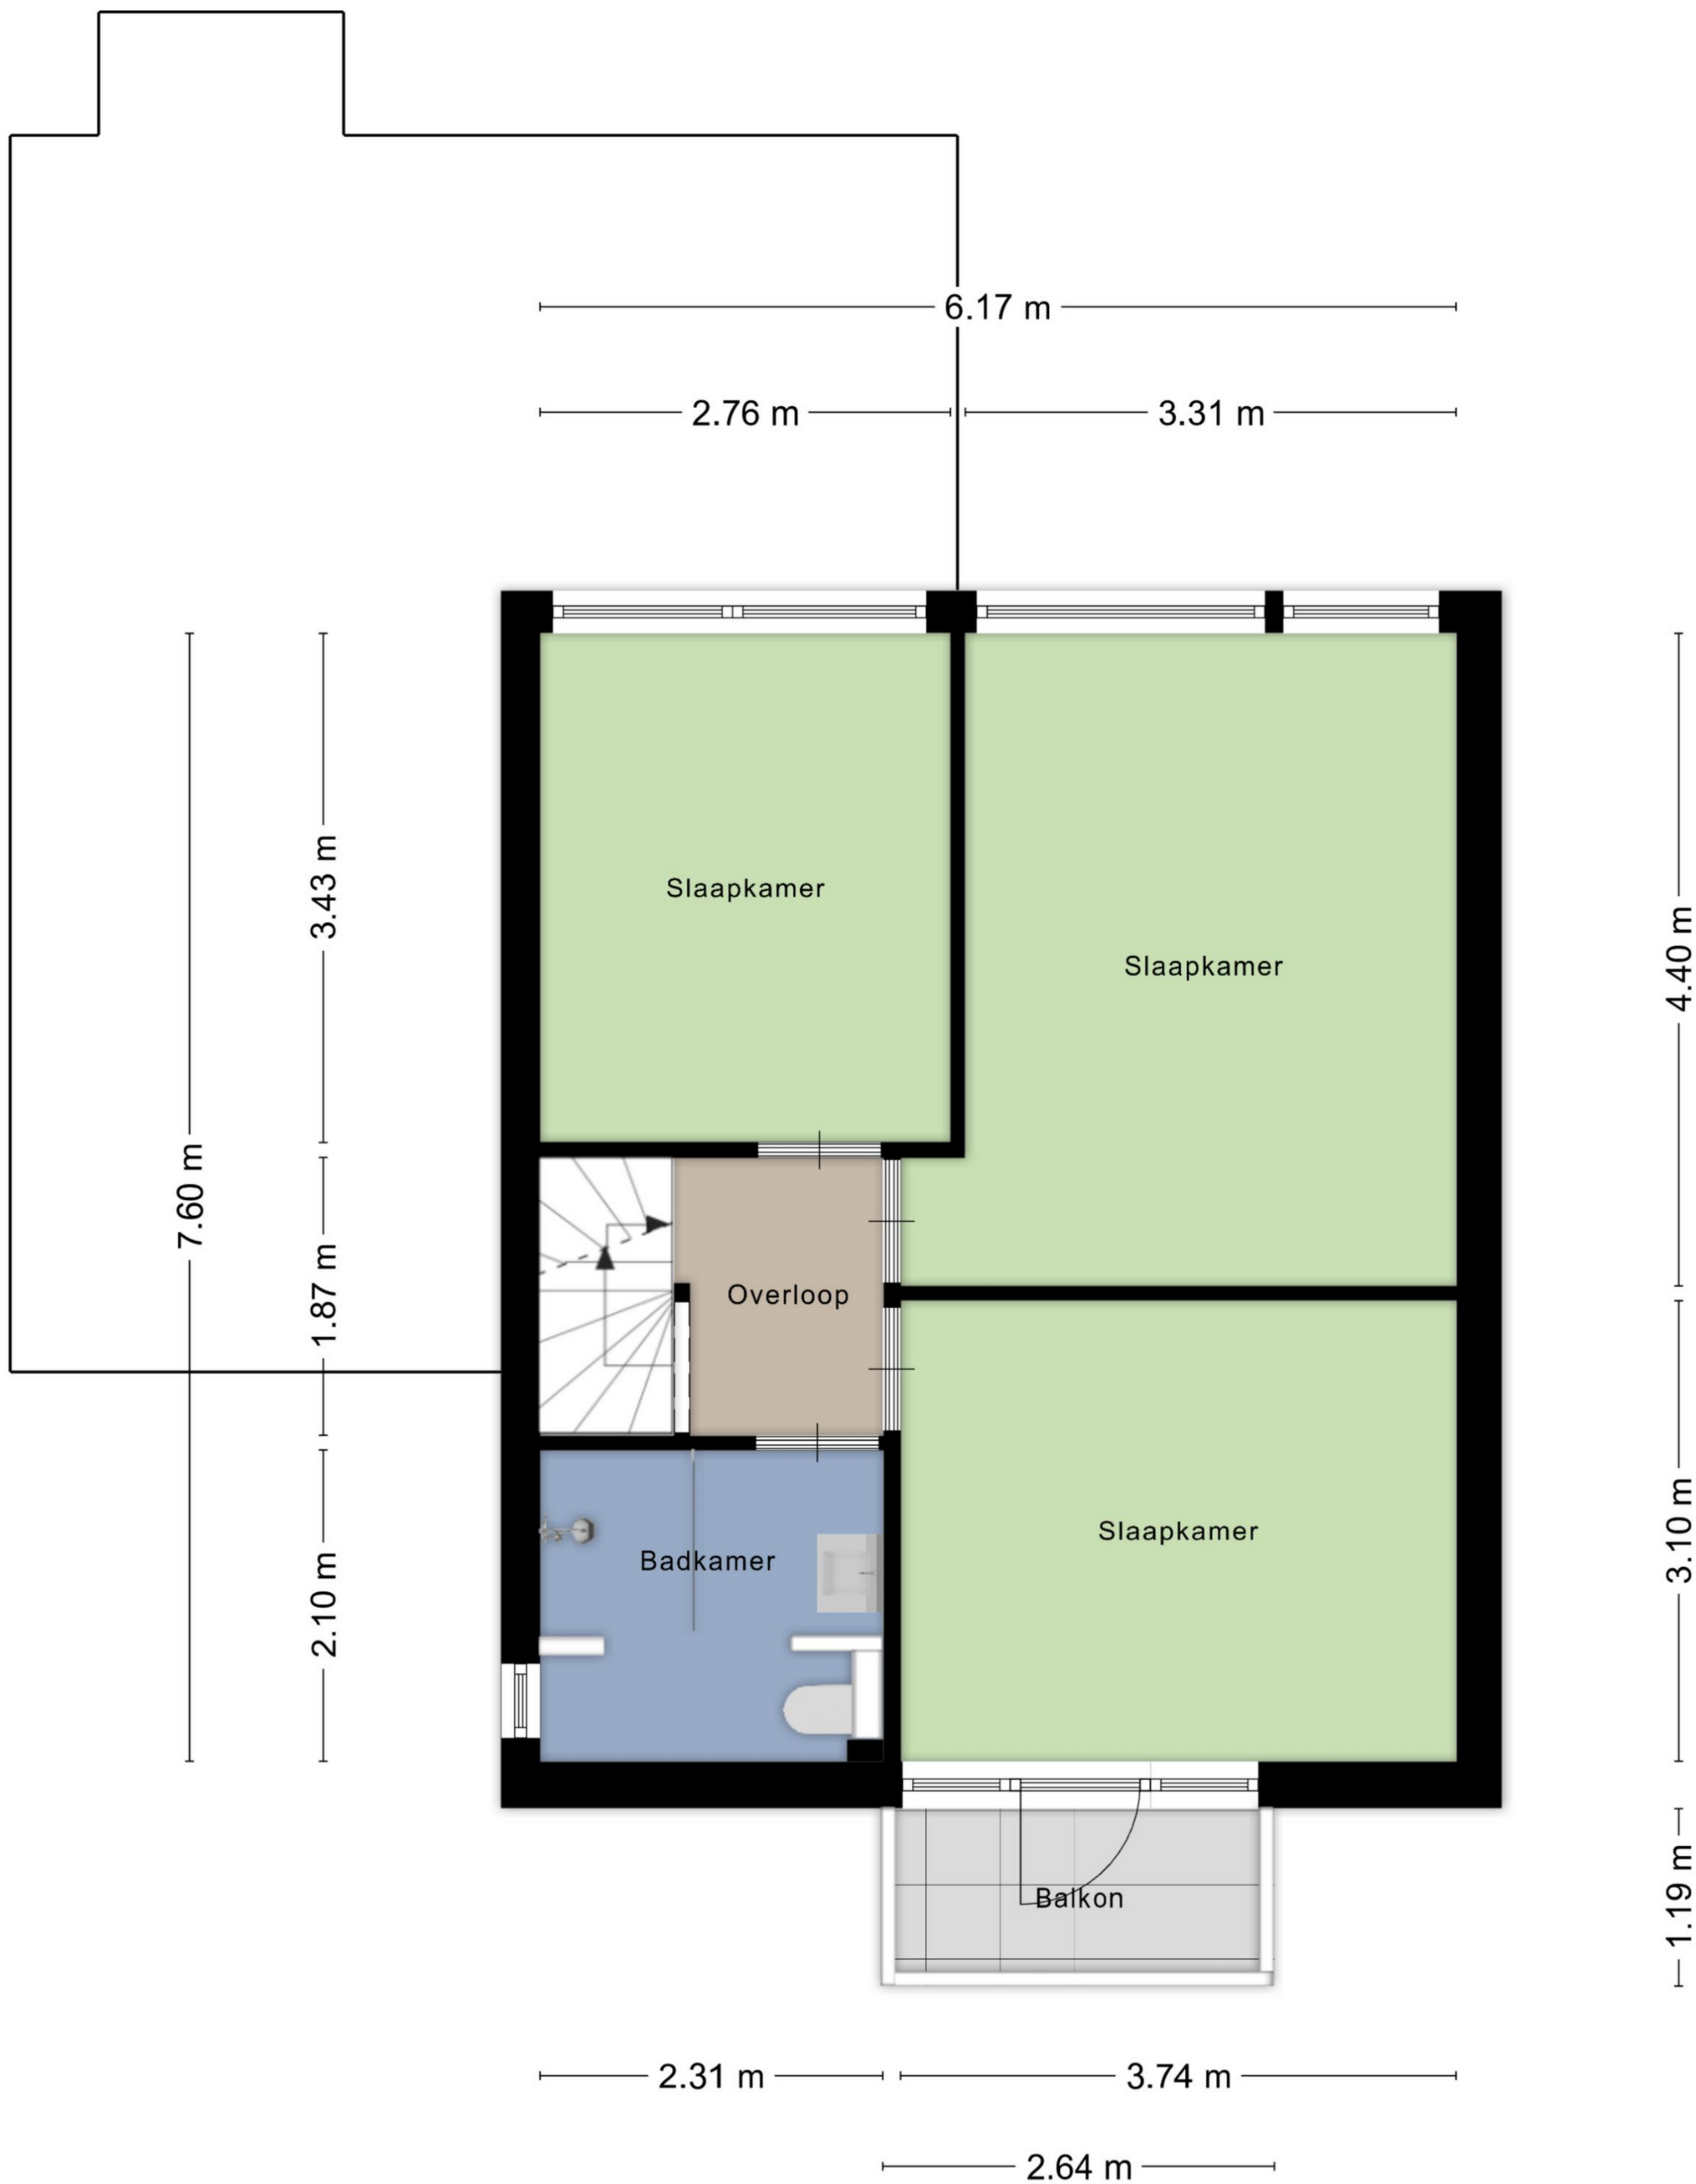 6.17 m
2.76 m
3.31 m
3.43 m
Slaapkamer
Slaapkamer
4.40 m
7.60 m
1.87 m
Overloop
Slaapkamer
Badkamer
2.10 m
3.10 m
Balkon
1.19 m
2.31 m
3.74 m
2.64 m